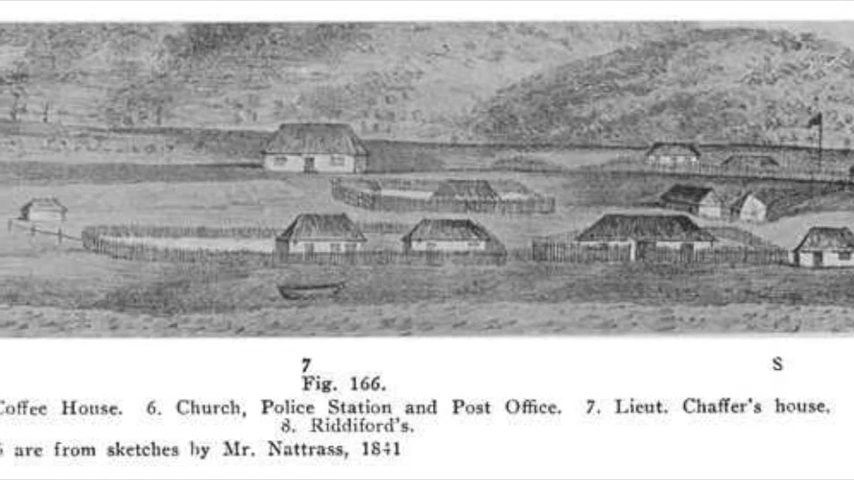 7 S
Fig. 166.
Coffee House. 6. Church, Police Station and Post Office. 7. Lieut. Chaffer's house.
8. Riddiford's.
are from sketches by Mr. Nattrass, 1841